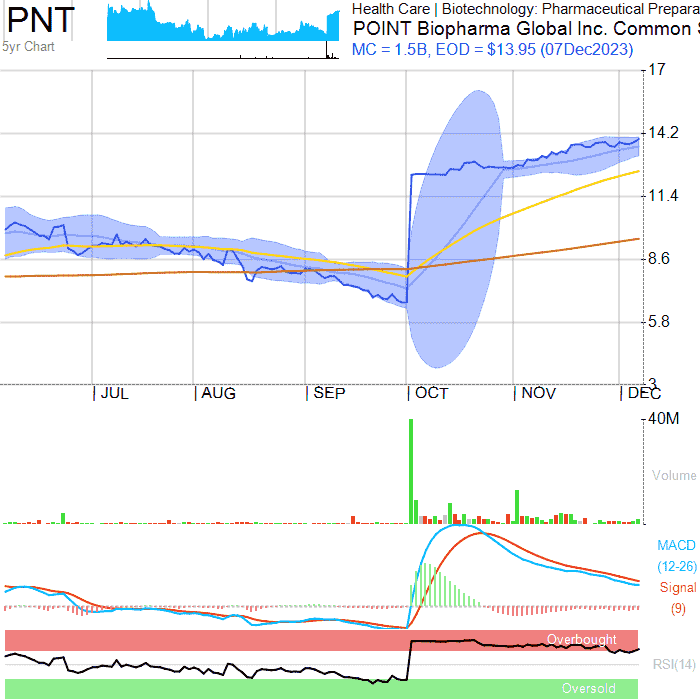 PNT
5yr Chart
Health Care | Biotechnology: Pharmaceutical Prepara
POINT Biopharma Global Inc. Common S
MC = 1.5B, EOD = $13.95 (07Dec2023)
17
14.2
11.4
8.6
5.8
3
JUL AUG SEP OCT NOV DEC
40M
Volume
MACD
(12-26)
Signal
(9)
Overbought
RSI(14)
Oversold